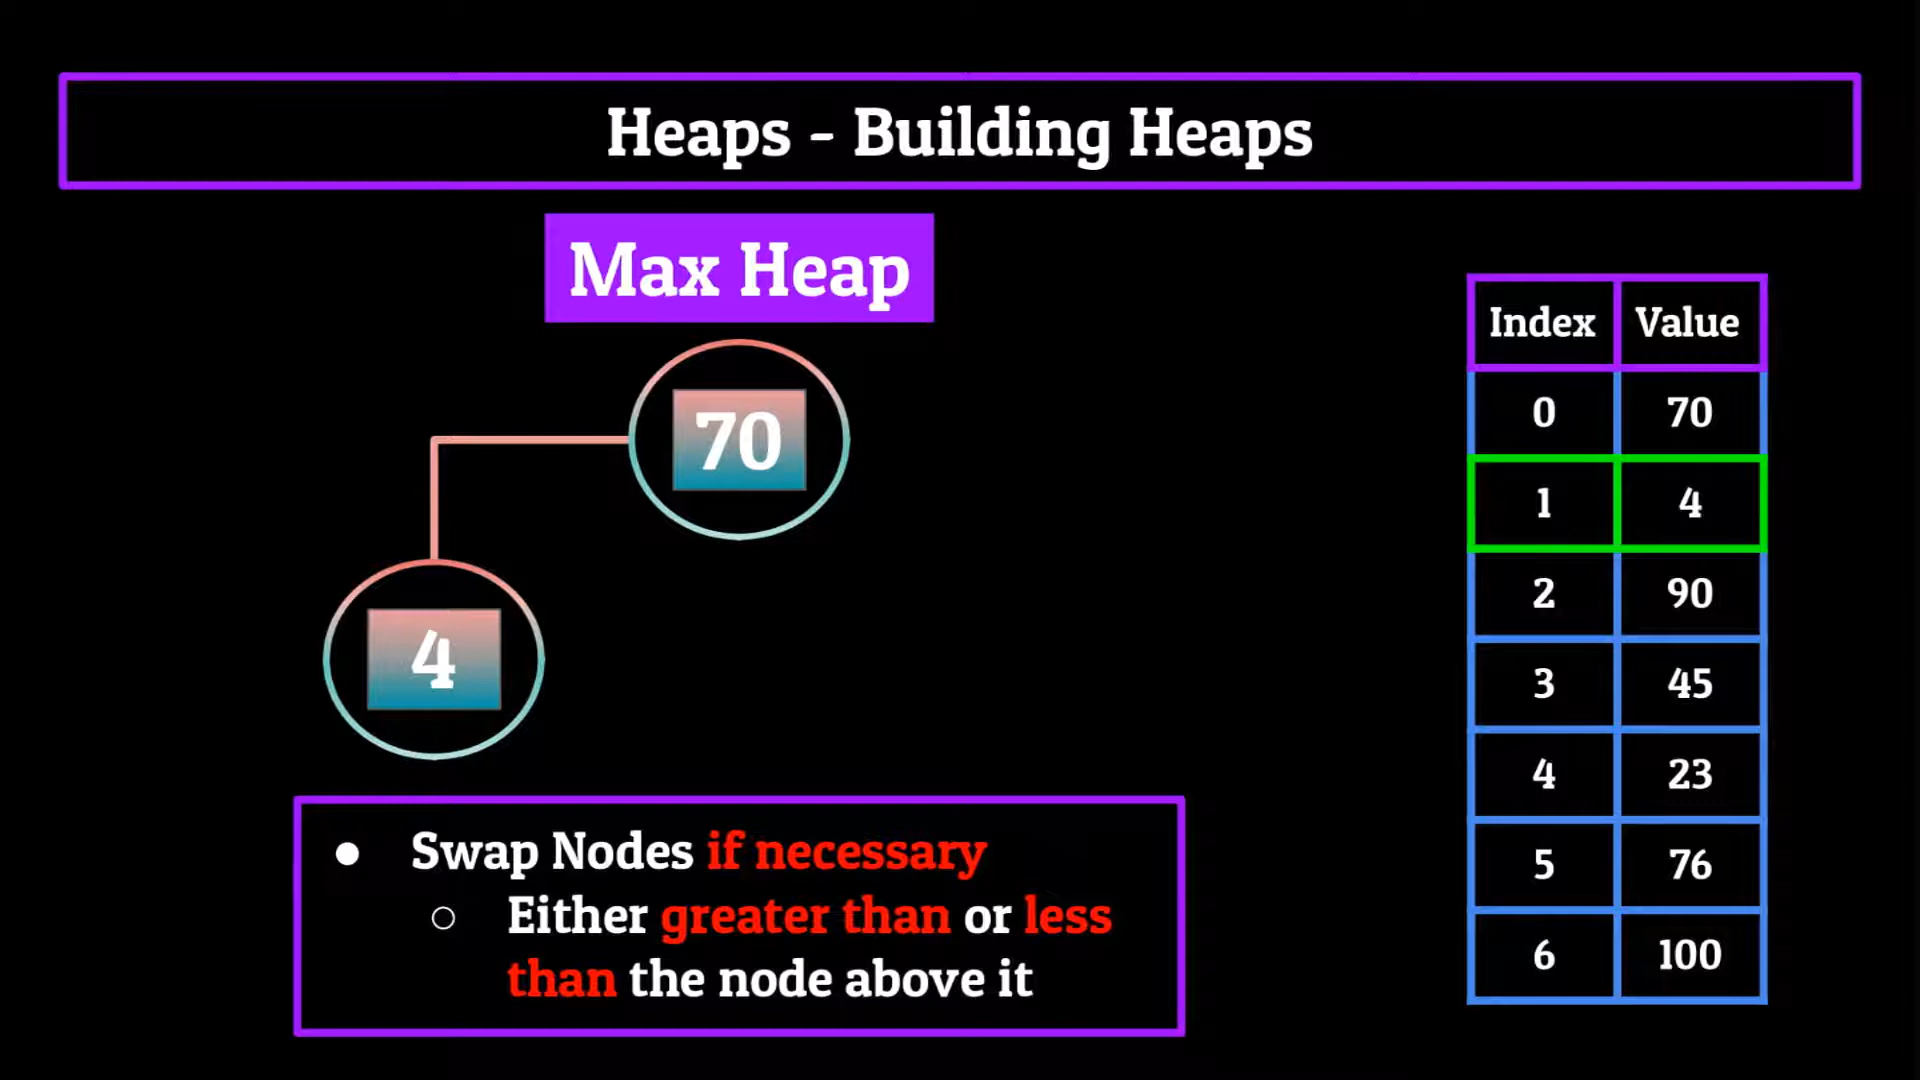 Heaps - Building Heaps
Max Heap
70
4
● Swap Nodes if necessary
○ Either greater than or less
than the node above it
Index Value
0 70
1 4
2 90
3 45
4 23
5 76
6 100